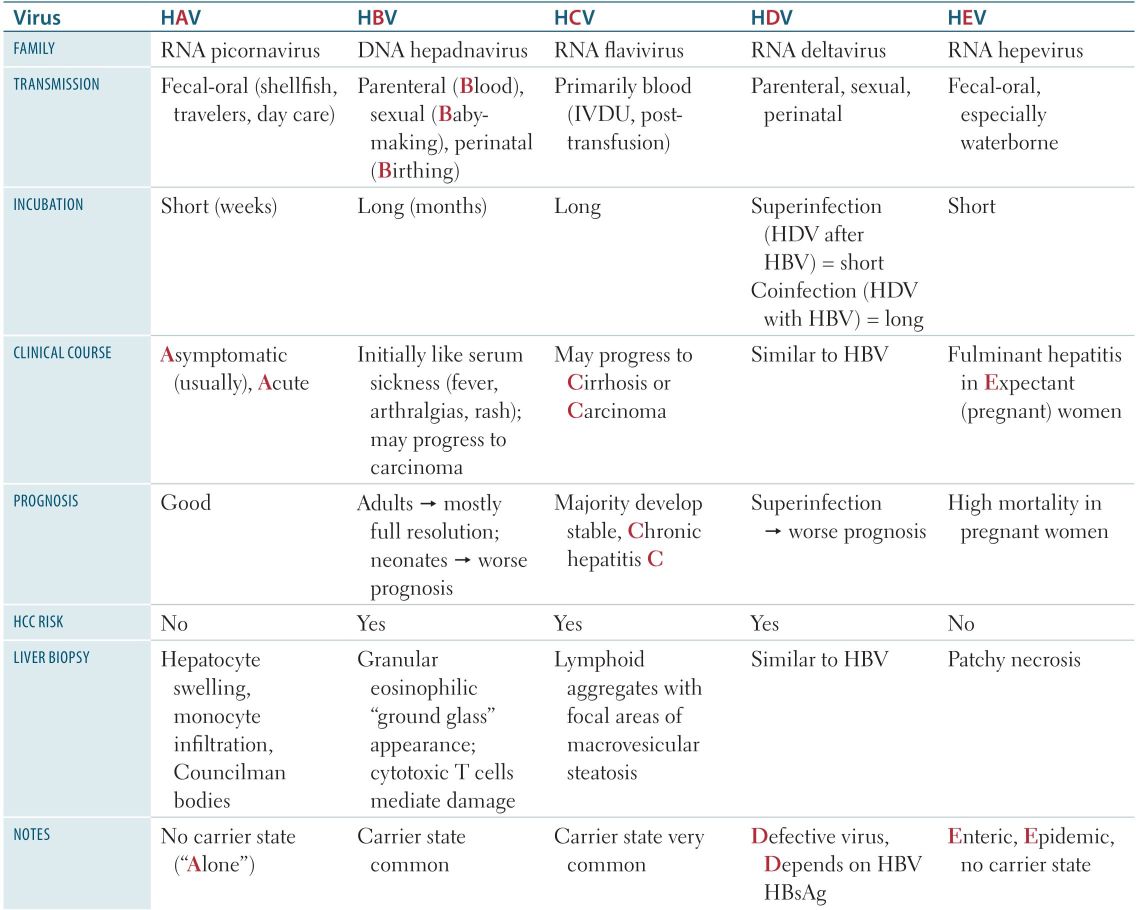 Virus HAV HBV HCV HDV HEV
FAMILY RNA picornavirus DNA hepadnavirus RNA flavivirus RNA deltavirus RNA hepevirus
TRANSMISSION Fecal-oral (shellfish, Parenteral (Blood), Primarily blood Parenteral, sexual, Fecal-oral,
travelers, day care) sexual (Baby- (IVDU, post- perinatal especially
making), perinatal transfusion) waterborne
(Birthing)
INCUBATION Short (weeks) Long (months) Long Superinfection Short
(HDV after
HBV) = short
Coinfection (HDV
with HBV) = long
CLINICAL COURSE Asymptomatic Initially like serum May progress to Similar to HBV Fulminant hepatitis
(usually), Acute sickness (fever, Cirrhosis or in Expectant
arthralgias, rash); Carcinoma (pregnant) women
may progress to
carcinoma
PROGNOSIS Good Adults → mostly Majority develop Superinfection High mortality in
full resolution; stable, Chronic → worse prognosis pregnant women
neonates → worse hepatitis C
prognosis
HCC RISK No Yes Yes Yes No
LIVER BIOPSY Hepatocyte Granular Lymphoid Similar to HBV Patchy necrosis
swelling, eosinophilic aggregates with
monocyte “ground glass” focal areas of
infiltration, appearance; macrovesicular
Councilman cytotoxic T cells steatosis
bodies mediate damage
NOTES No carrier state Carrier state Carrier state very Defective virus, Enteric, Epidemic,
(“Alone”) common common Depends on HBV no carrier state
HBsAg